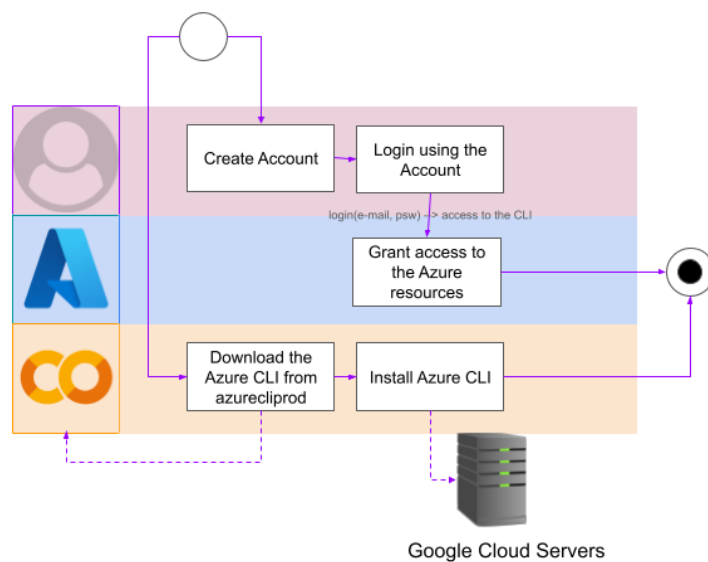 Create Account
Login using the
Account
login(e-mail, psw) --> access to the CLI
Grant access to
the Azure
resources
Download the
Azure CLI from
azurecliprod
Install Azure CLI
Google Cloud Servers